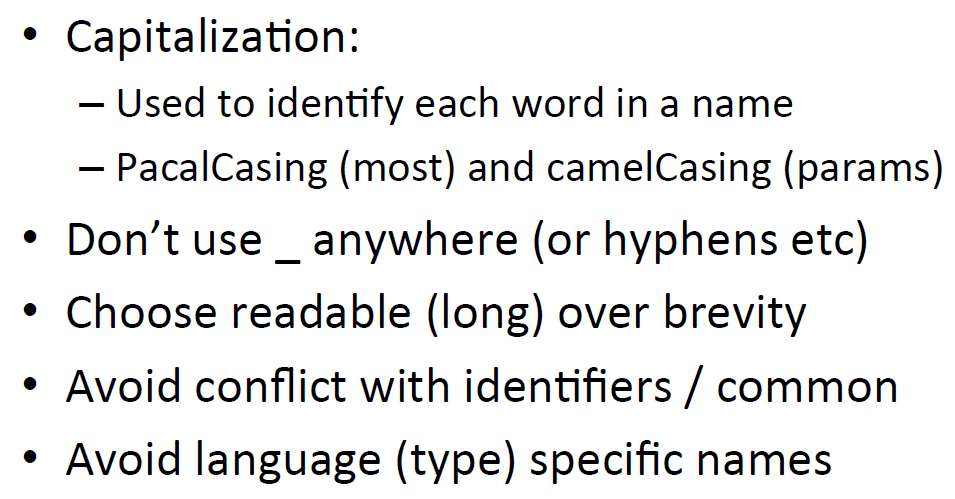 • Capitalization:
– Used to identify each word in a name
– PacalCasing (most) and camelCasing (params)
• Don’t use _ anywhere (or hyphens etc)
• Choose readable (long) over brevity
• Avoid conflict with identifiers / common
• Avoid language (type) specific names